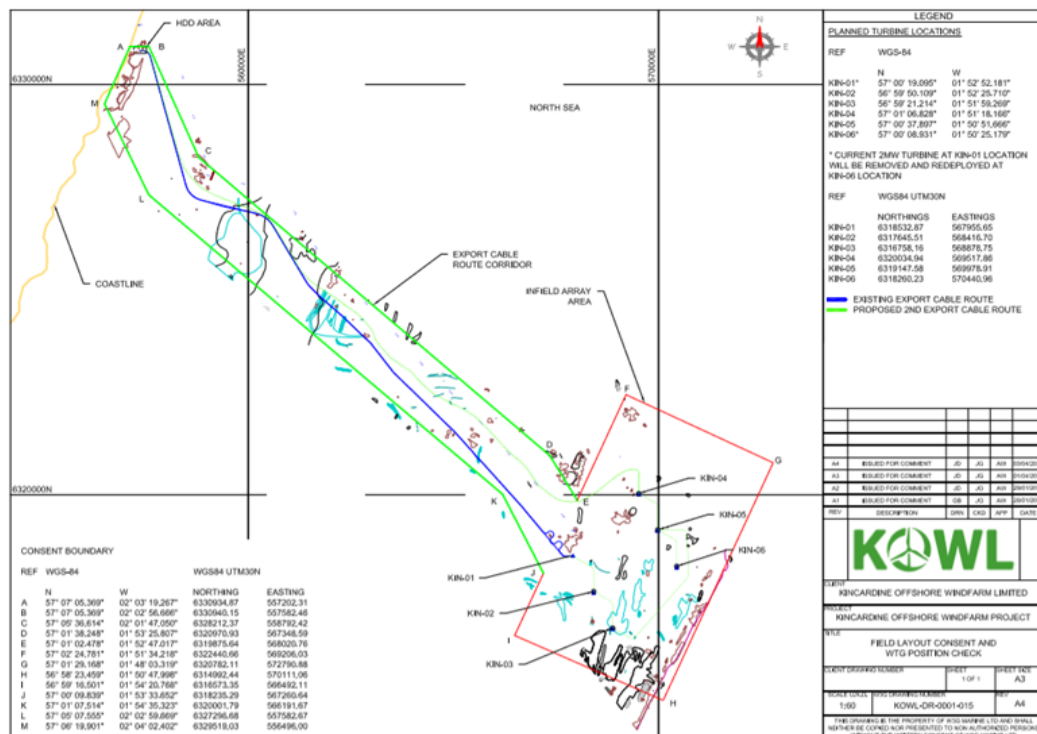 HDD AREA
A
B
560000E
570000E
N
W
E
S
6330000N
M
NORTH SEA
C
L
EXPORT CABLE
ROUTE CORRIDOR
COASTLINE
INFIELD ARRAY
AREA
F
D
G
KIN-04
6320000N
K
E
KIN-05
KIN-06
KIN-01
J
KIN-02
I
KIN-03
H
CONSENT BOUNDARY
REF WGS-84 WGS84 UTM30N
N W NORTHING EASTING
A 57° 07' 05,369" 02° 03' 19,267" 6330934,87 557202,31
B 57° 07' 05,369" 02° 02' 56,666" 6330940,15 557582,46
C 57° 05' 36,614" 02° 01' 47,050" 6328212,37 558792,42
D 57° 01' 38,248" 01° 53' 25,807" 6320970,93 567348,59
E 57° 01' 02,478" 01° 52' 47,017" 6319875,64 568020,76
F 57° 02' 24,781" 01° 51' 34,218" 6322440,66 569206,03
G 57° 01' 29,168" 01° 48' 03,319" 6320782,11 572790,88
H 56° 58' 23,459" 01° 50' 47,998" 6314992,44 570111,06
I 56° 59' 16,501" 01° 54' 20,768" 6316573,35 566492,11
J 57° 00' 09,839" 01° 53' 33,652" 6318235,29 567260,64
K 57° 01' 07,514" 01° 54' 35,323" 6320001,79 566191,67
L 57° 05' 07,555" 02° 02' 59,669" 6327296,68 557582,67
M 57° 06' 19,901" 02° 04' 02,402" 6329519,03 556496,00
LEGEND
PLANNED TURBINE LOCATIONS
REF WGS-84
N W
KIN-01* 57° 00' 19,095" 01° 52' 52,181"
KIN-02 56° 59' 50,109" 01° 52' 25,710"
KIN-03 56° 59' 21,214" 01° 51' 59,269"
KIN-04 57° 01' 06,828" 01° 51' 18,166"
KIN-05 57° 00' 37,897" 01° 50' 51,666"
KIN-06* 57° 00' 08,931" 01° 50' 25,179"
* CURRENT 2MW TURBINE AT KIN-01 LOCATION
WILL BE REMOVED AND REDEPLOYED AT
KIN-06 LOCATION
REF WGS84 UTM30N
NORTHINGS EASTINGS
KIN-01 6318532,87 567955,65
KIN-02 6317645,51 568416,70
KIN-03 6316758,16 568878,75
KIN-04 6320034,94 569517,86
KIN-05 6319147,58 569978,91
KIN-06 6318260,23 570440,96
EXISTING EXPORT CABLE ROUTE
PROPOSED 2ND EXPORT CABLE ROUTE
A4 ISSUED FOR COMMENT JD JG
A3 ISSUED FOR COMMENT JD JG
A2 ISSUED FOR COMMENT JD JG
A1 ISSUED FOR COMMENT GB JG
REV DESCRIPTION DRN CKD APP DATE
KOWL
CLIENT
KINCARDINE OFFSHORE WINDFARM LIMITED
PROJECT
KINCARDINE OFFSHORE WINDFARM PROJECT
TITLE
FIELD LAYOUT CONSENT AND
WTG POSITION CHECK
CLIENT DRAWING NUMBER SHEET SHEET SIZE
1 OF 1 A3
DRAWING NUMBER REV
1:60 KOWL-DR-0001-015 A4
THIS DRAWING IS THE PROPERTY OF MARINE LTD AND SHALL
NEITHER BE COPIED NOR PRESENTED TO NON AUTHORIZED PERSONS